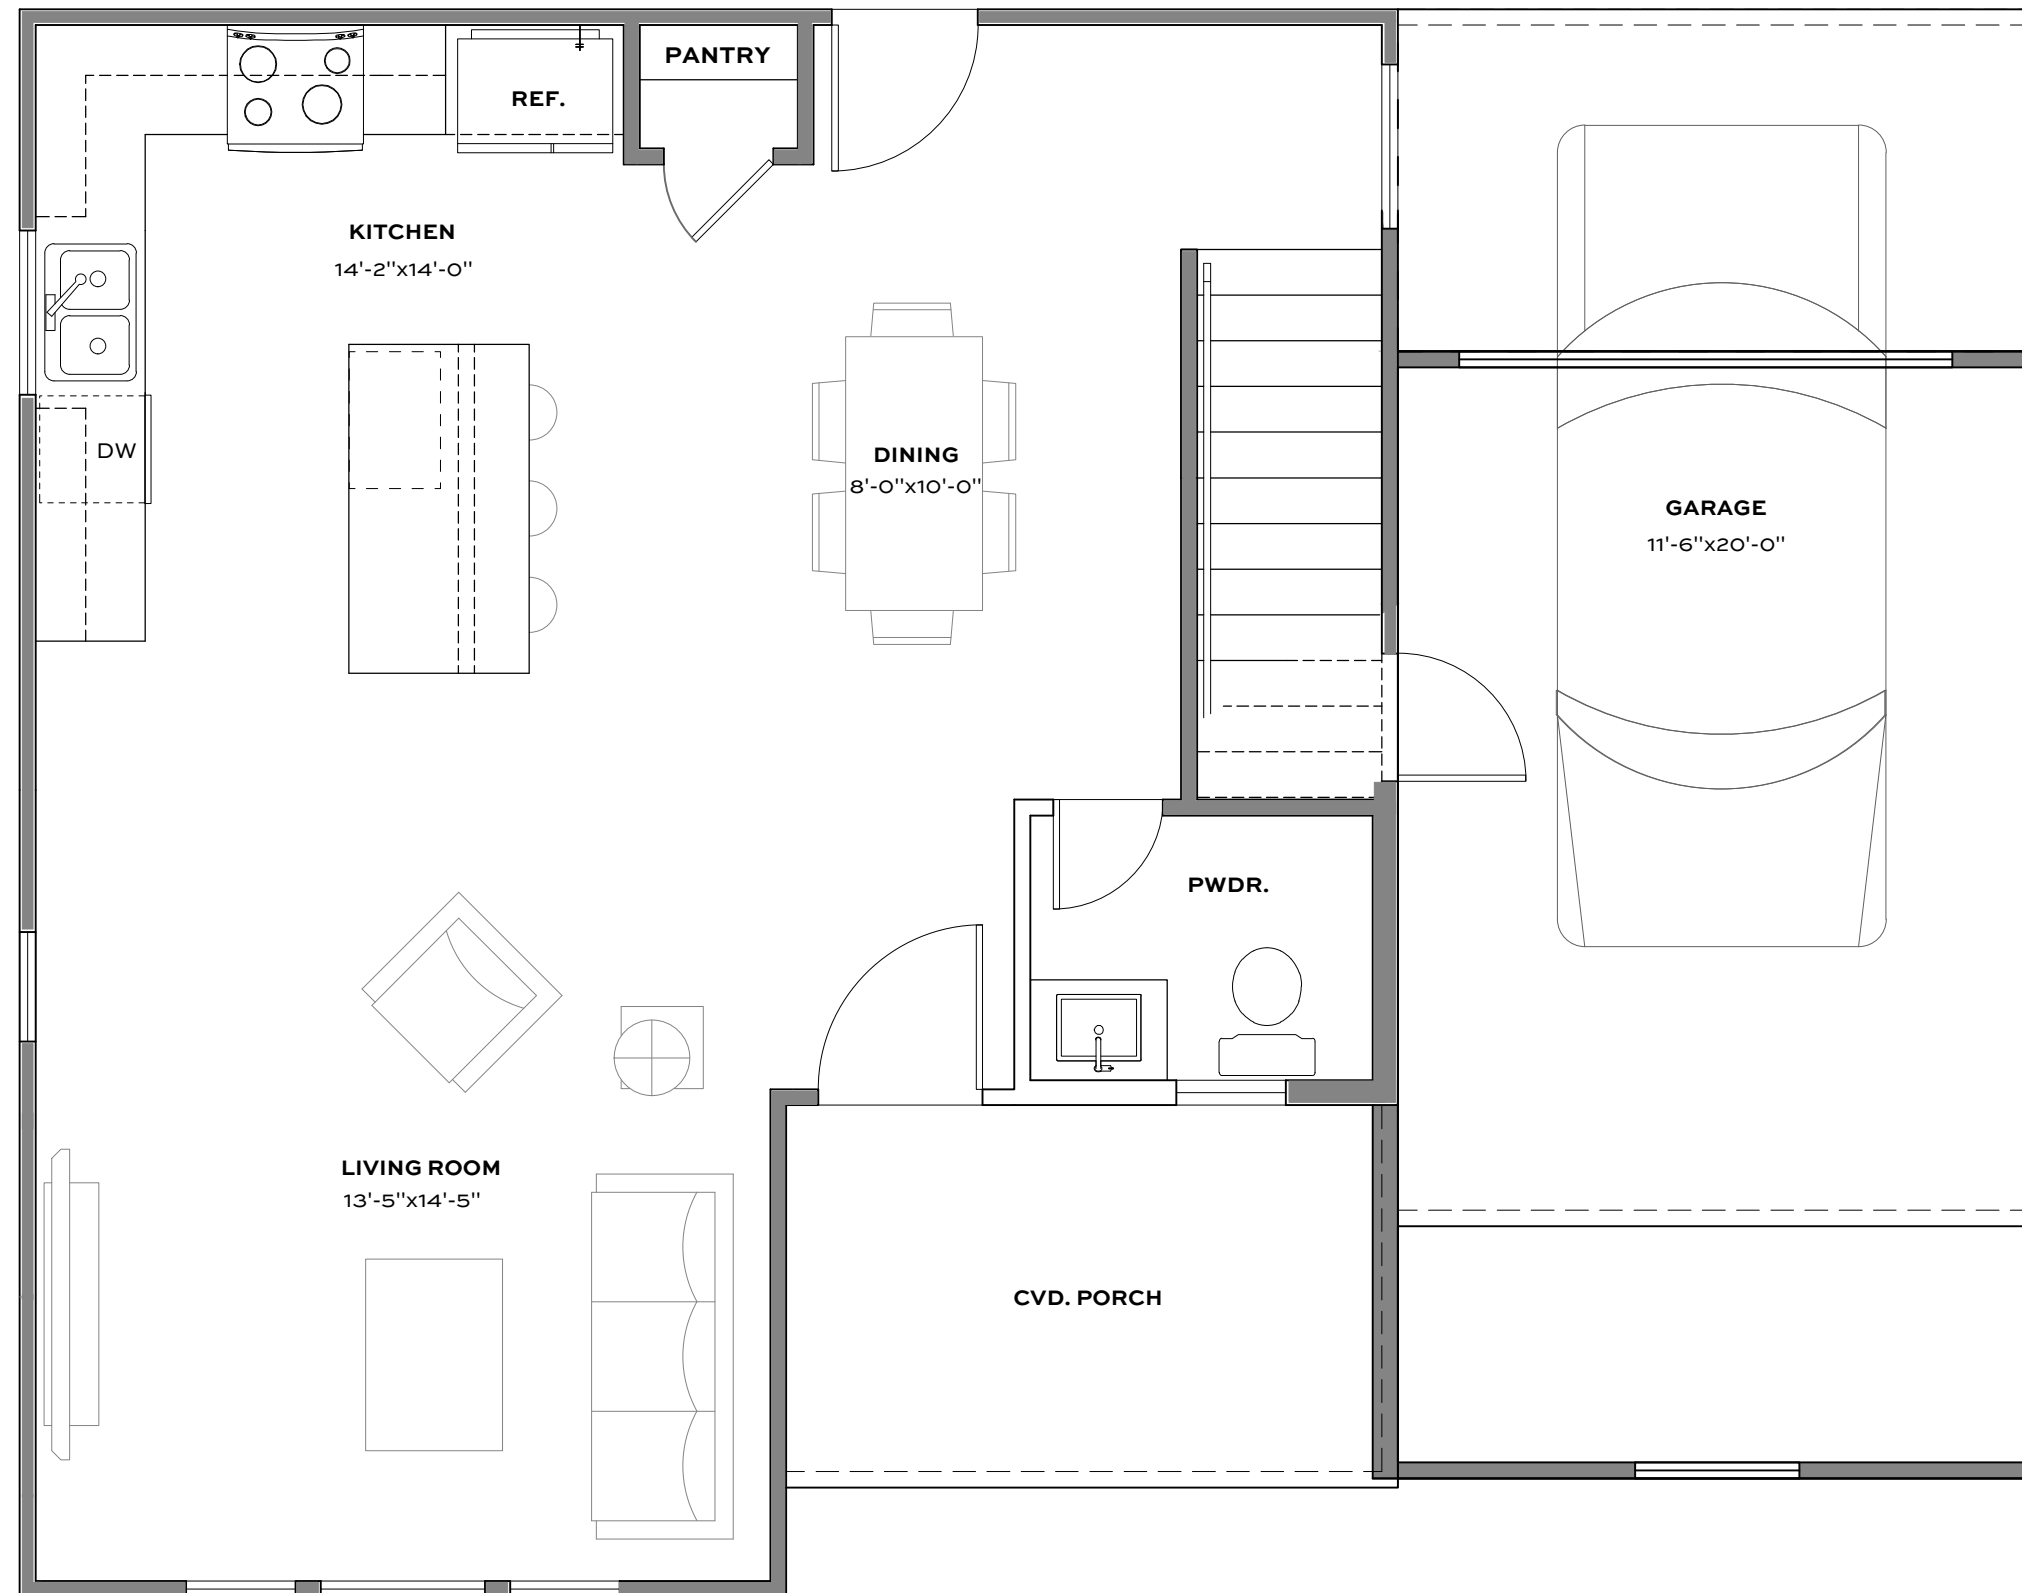 PANTRY
REF.
KITCHEN
14'-2"x14'-0"
DW
DINING
8'-0"x10'-0"
GARAGE
11'-6"x20'-0"
PWDR.
LIVING ROOM
13'-5"x14'-5"
CVD. PORCH